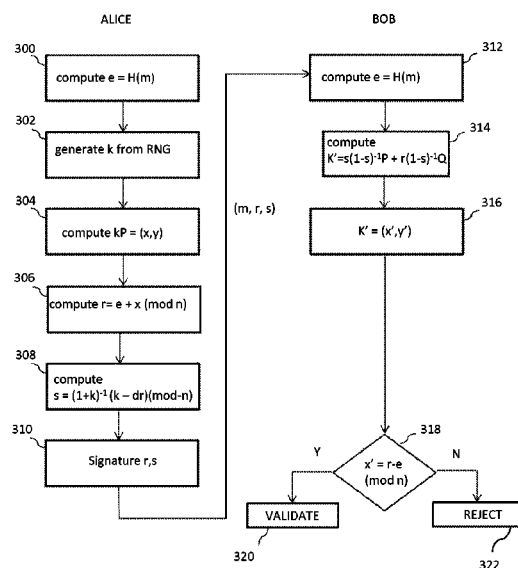 ALICE
300
compute e = H(m)
302
generate k from RNG
304
compute kP = (x,y)
306
compute r= e + x (mod n)
308
compute
s = (1+k)⁻¹ (k – dr)(mod-n)
310
Signature r,s
(m, r, s)
BOB
312
compute e = H(m)
314
compute
K'=s(1-s)⁻¹P + r(1-s)⁻¹Q
316
K' = (x',y')
318
x' = r-e
(mod n)
Y
N
VALIDATE
320
REJECT
322